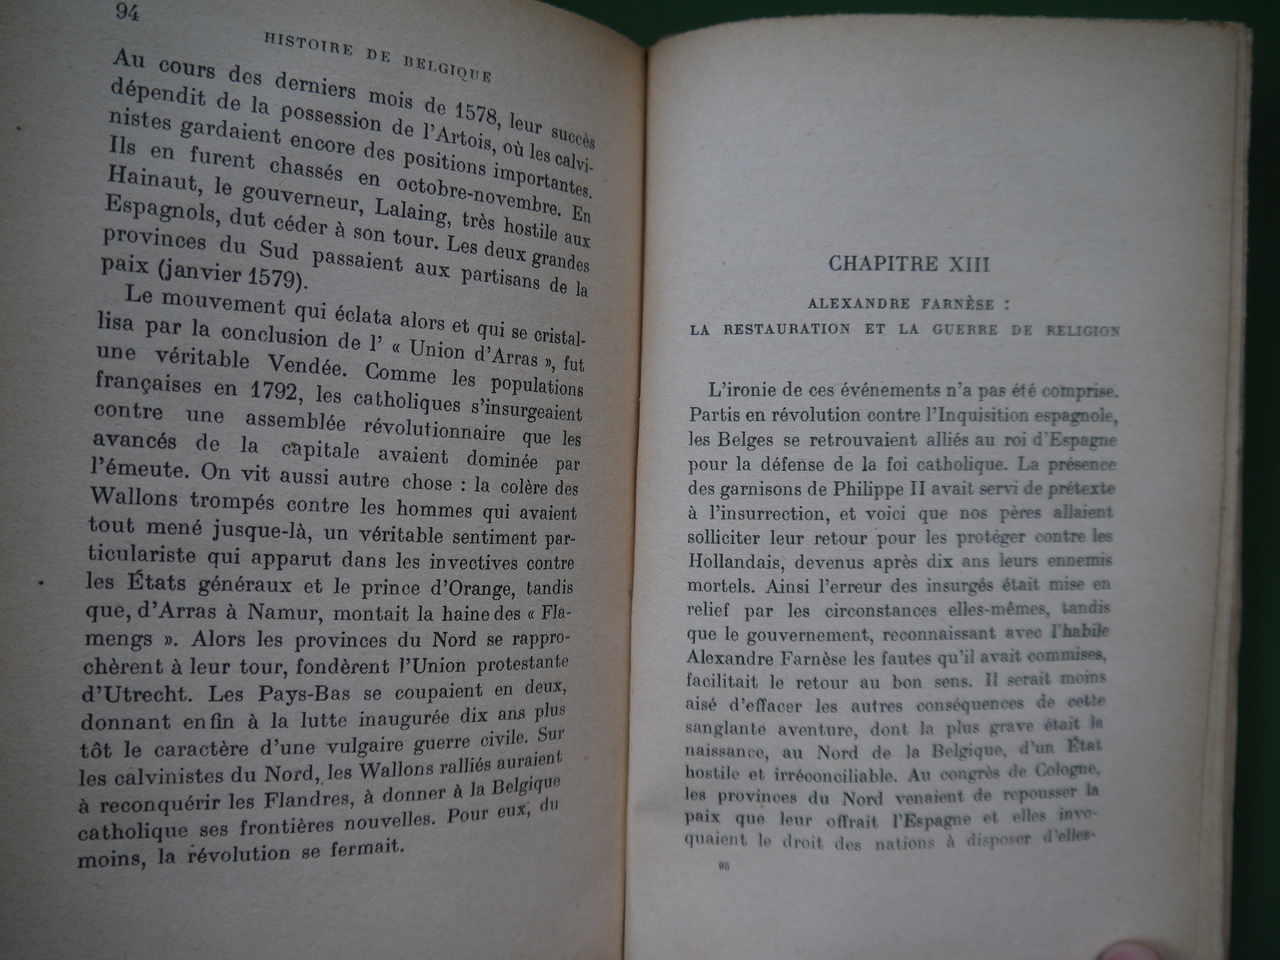 94
HISTOIRE DE BELGIQUE
Au cours des derniers mois de 1578, leur succès
dépendit de la possession de l'Artois, où les calvi-
nistes gardaient encore des positions importantes.
Ils en furent chassés en octobre-novembre. En
Hainaut, le gouverneur, Lalaing, très hostile aux
Espagnols, dut céder à son tour. Les deux grandes
provinces du Sud passaient aux partisans de la
paix (janvier 1579).
Le mouvement qui éclata alors et qui se cristal-
lisa par la conclusion de l' « Union d'Arras », fut
une véritable Vendée. Comme les populations
françaises en 1792, les catholiques s'insurgeaient
contre une assemblée révolutionnaire que les
avancés de la capitale avaient dominée par
l'émeute. On vit aussi autre chose : la colère des
Wallons trompés contre les hommes qui avaient
tout mené jusque-là, un véritable sentiment par-
ticulariste qui apparut dans les invectives contre
les États généraux et le prince d'Orange, tandis
que, d'Arras à Namur, montait la haine des « Fla-
mengs ». Alors les provinces du Nord se rappro-
chèrent à leur tour, fondèrent l'Union protestante
d'Utrecht. Les Pays-Bas se coupaient en deux,
donnant enfin à la lutte inaugurée dix ans plus
tôt le caractère d'une vulgaire guerre civile. Sur
les calvinistes du Nord, les Wallons ralliés auraient
à reconquérir les Flandres, à donner à la Belgique
catholique ses frontières nouvelles. Pour eux, du
moins, la révolution se fermait.
CHAPITRE XIII
ALEXANDRE FARNÈSE :
LA RESTAURATION ET LA GUERRE DE RELIGION
L'ironie de ces événements n'a pas été comprise.
Partis en révolution contre l'Inquisition espagnole,
les Belges se retrouvaient alliés au roi d'Espagne
pour la défense de la foi catholique. La présence
des garnisons de Philippe II avait servi de prétexte
à l'insurrection, et voici que nos pères allaient
solliciter leur retour pour les protéger contre les
Hollandais, devenus après dix ans leurs ennemis
mortels. Ainsi l'erreur des insurgés était mise en
relief par les circonstances elles-mêmes, tandis
que le gouvernement, reconnaissant avec l'habile
Alexandre Farnèse les fautes qu'il avait commises,
facilitait le retour au bon sens. Il serait moins
aisé d'effacer les autres conséquences de cette
sanglante aventure, dont la plus grave était la
naissance, au Nord de la Belgique, d'un État
hostile et irréconciliable. Au congrès de Cologne,
les provinces du Nord venaient de repousser la
paix que leur offrait l'Espagne et elles invo-
quaient le droit des nations à disposer d'elles-
95